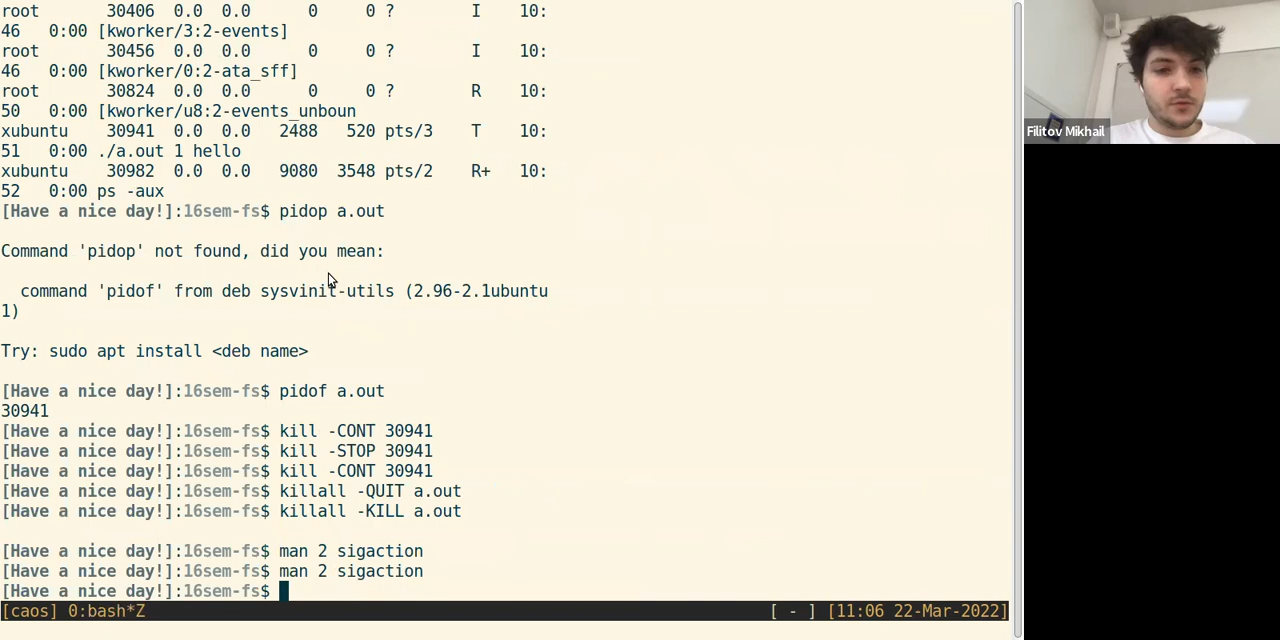 root       30406  0.0  0.0      0     0 ?        I    10:
46   0:00 [kworker/3:2-events]
root       30456  0.0  0.0      0     0 ?        I    10:
46   0:00 [kworker/0:2-ata_sff]
root       30824  0.0  0.0      0     0 ?        R    10:
50   0:00 [kworker/u8:2-events_unboun
xubuntu    30941  0.0  0.0   2488   520 pts/3    T    10:
51   0:00 ./a.out 1 hello
xubuntu    30982  0.0  0.0   9080  3548 pts/2    R+   10:
52   0:00 ps -aux
[Have a nice day!]:16sem-fs$ pidop a.out
Command 'pidop' not found, did you mean:
  command 'pidof' from deb sysvinit-utils (2.96-2.1ubuntu
1)
Try: sudo apt install <deb name>
[Have a nice day!]:16sem-fs$ pidof a.out
30941
[Have a nice day!]:16sem-fs$ kill -CONT 30941
[Have a nice day!]:16sem-fs$ kill -STOP 30941
[Have a nice day!]:16sem-fs$ kill -CONT 30941
[Have a nice day!]:16sem-fs$ killall -QUIT a.out
[Have a nice day!]:16sem-fs$ killall -KILL a.out
[Have a nice day!]:16sem-fs$ man 2 sigaction
[Have a nice day!]:16sem-fs$ man 2 sigaction
[Have a nice day!]:16sem-fs$
[caos] 0:bash*Z [ - ] [11:06 22-Mar-2022]
Filitov Mikhail